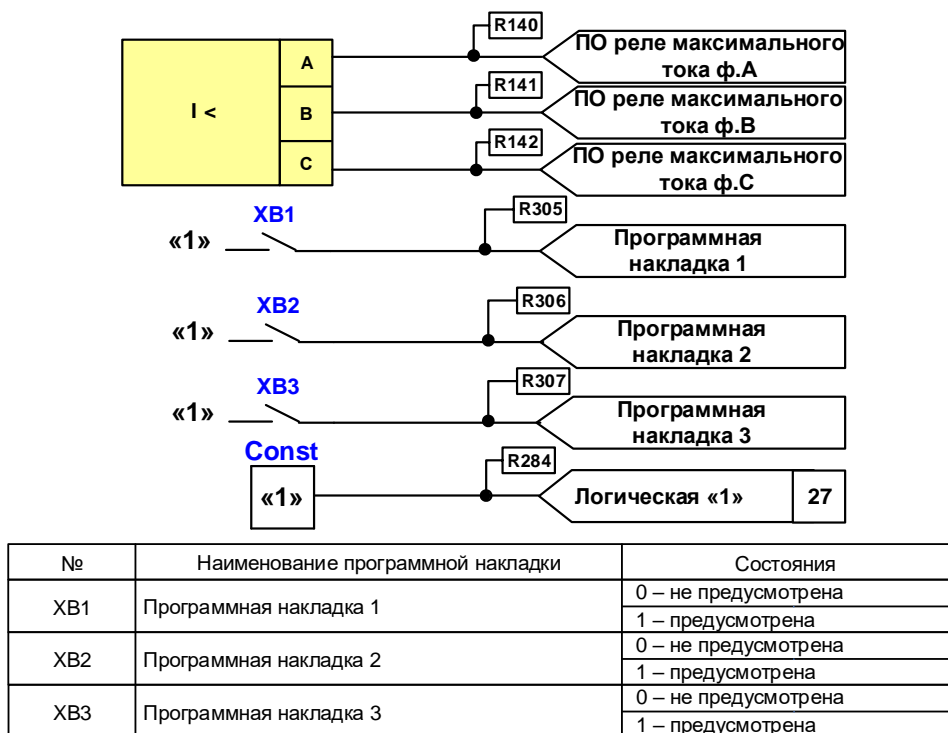 R140
ПО реле максимального
тока ф.А
A
I <
R141
B
ПО реле максимального
тока ф.В
R142
C
ПО реле максимального
тока ф.С
XB1
R305
«1»
Программная
накладка 1
XB2
R306
«1»
Программная
накладка 2
XB3
R307
«1»
Программная
накладка 3
Const
R284
«1»
Логическая «1» 27
№ Наименование программной накладки Состояния
XB1 Программная накладка 1 0 – не предусмотрена
1 – предусмотрена
XB2 Программная накладка 2 0 – не предусмотрена
1 – предусмотрена
XB3 Программная накладка 3 0 – не предусмотрена
1 – предусмотрена